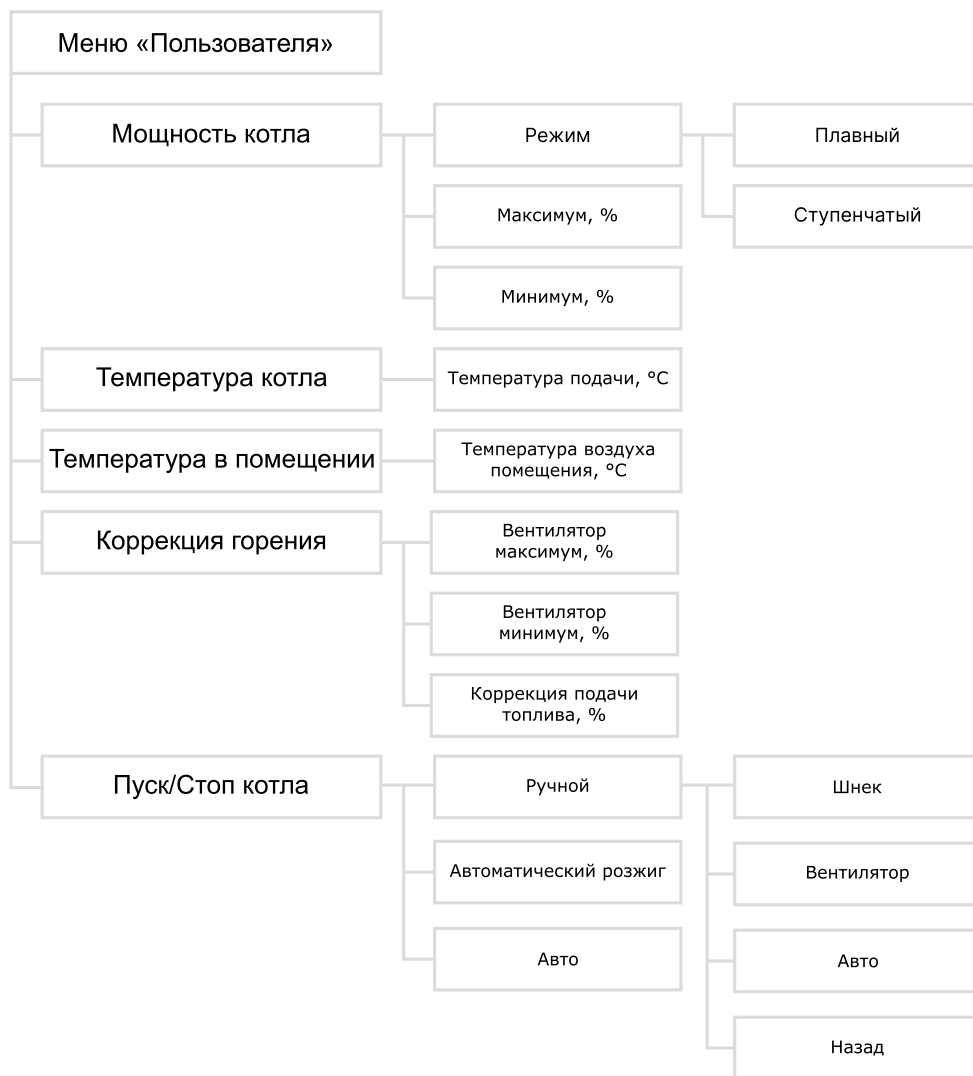 Меню «Пользователя»
Мощность котла
Режим
Плавный
Максимум, %
Ступенчатый
Минимум, %
Температура котла
Температура подачи, °С
Температура в помещении
Температура воздуха
помещения, °С
Коррекция горения
Вентилятор
максимум, %
Вентилятор
минимум, %
Коррекция подачи
топлива, %
Пуск/Стоп котла
Ручной
Шнек
Автоматический розжиг
Вентилятор
Авто
Авто
Назад